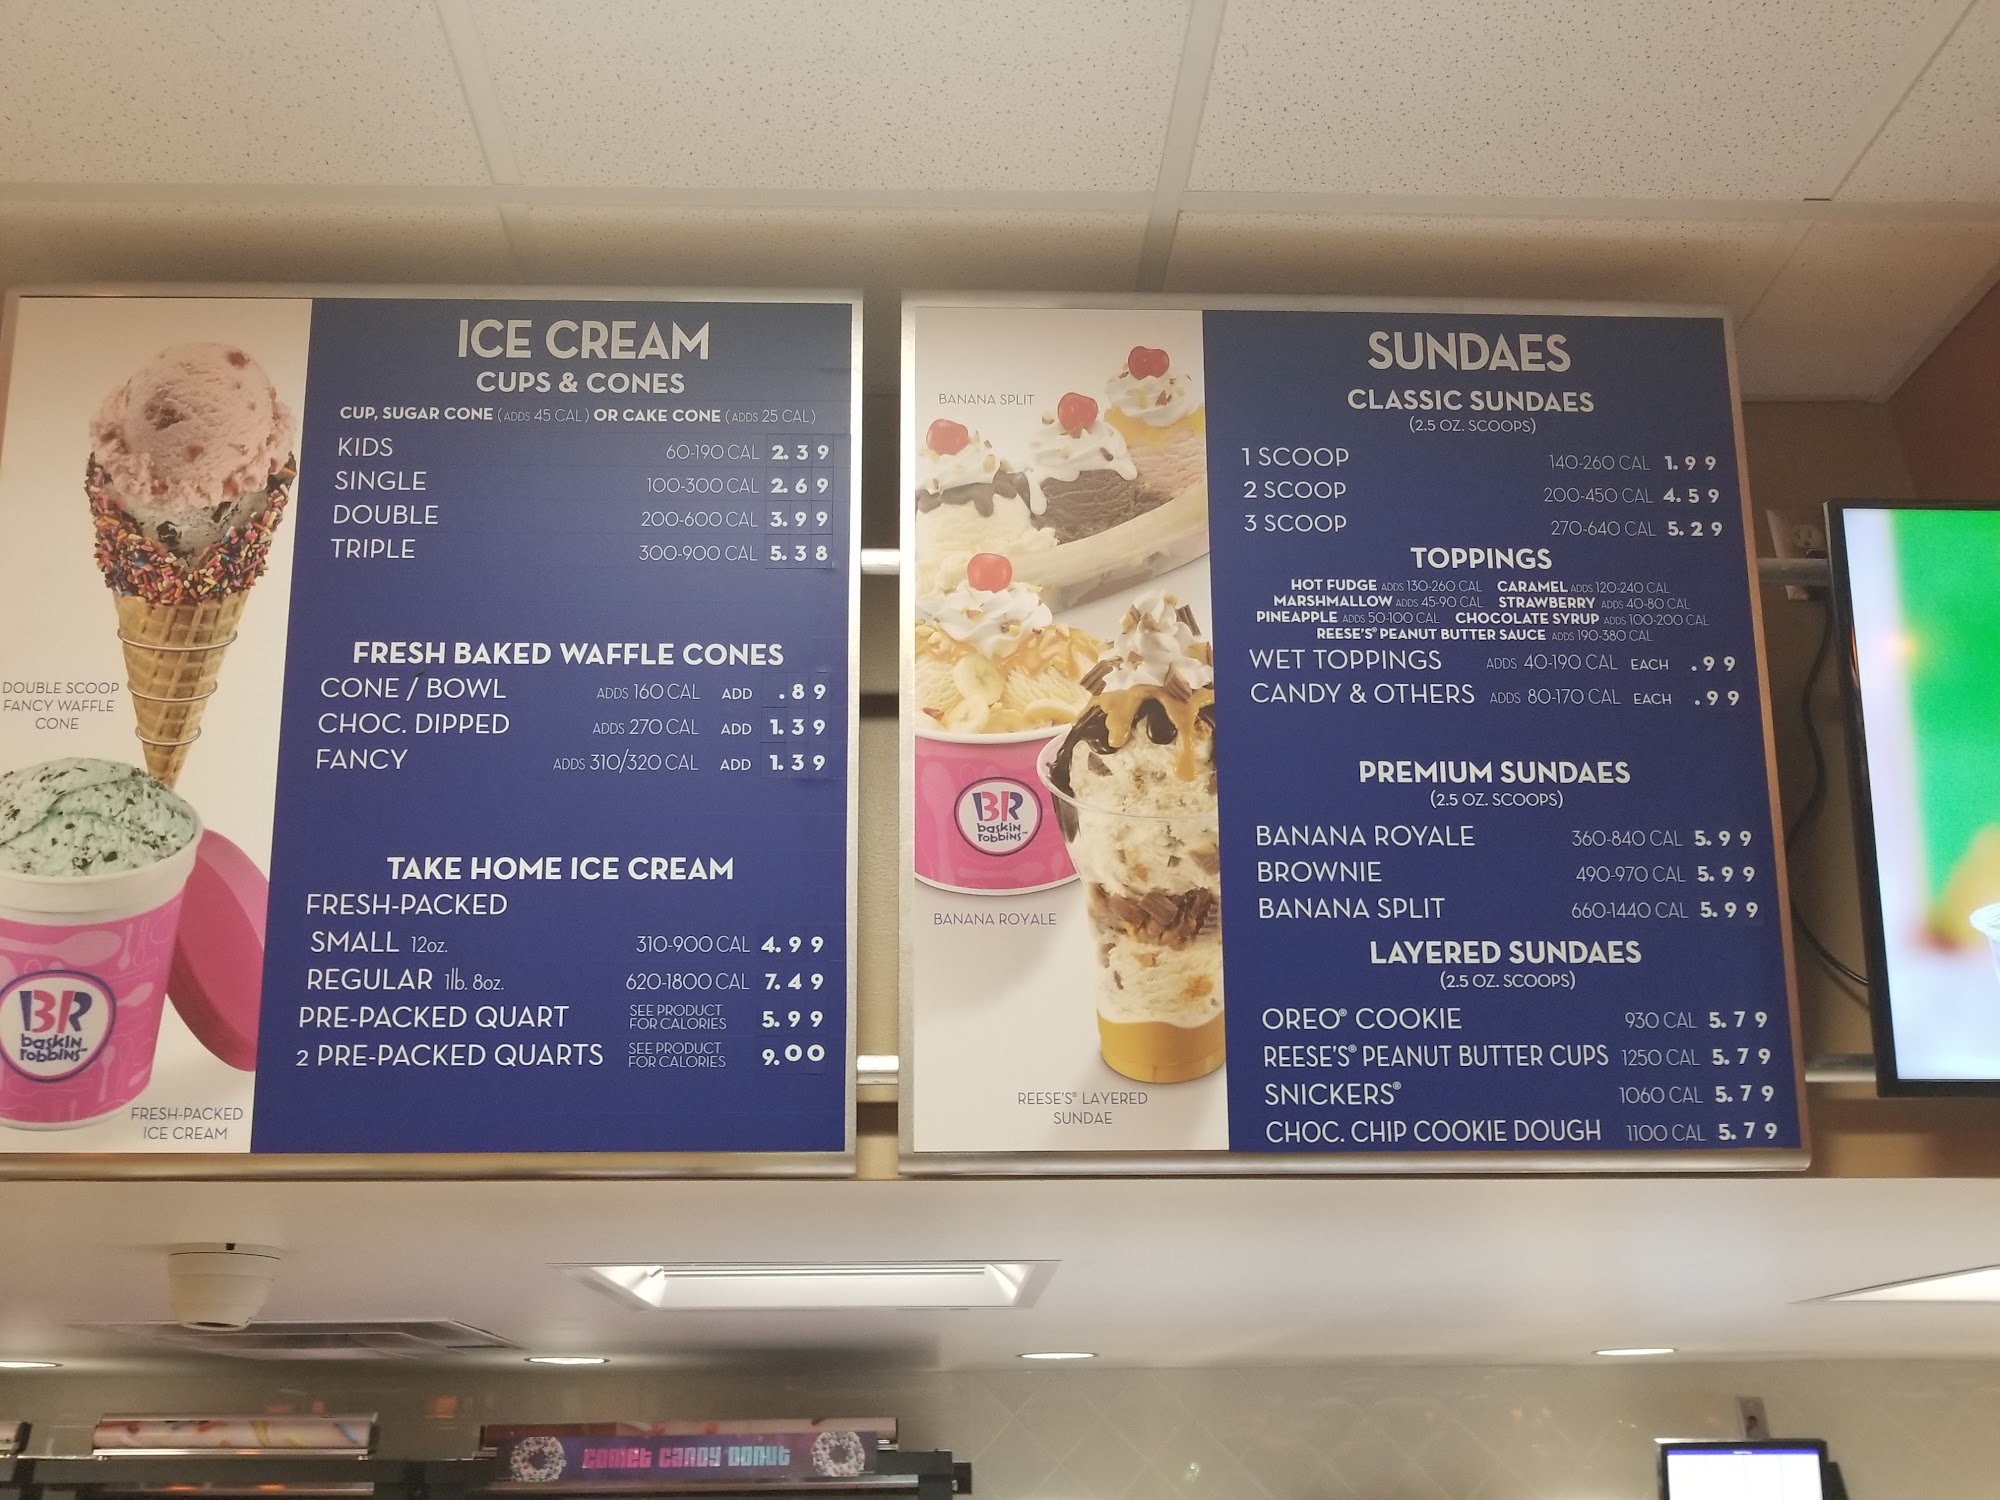 ICE CREAM
CUPS & CONES
CUP, SUGAR CONE (ADDS 45 CAL) OR CAKE CONE (ADDS 25 CAL)
KIDS 60-190 CAL 2.39
SINGLE 100-300 CAL 2.69
DOUBLE 200-600 CAL 3.99
TRIPLE 300-900 CAL 5.38
FRESH BAKED WAFFLE CONES
CONE / BOWL ADDS 160 CAL ADD .89
CHOC. DIPPED ADDS 270 CAL ADD 1.39
FANCY ADDS 310/320 CAL ADD 1.39
TAKE HOME ICE CREAM
FRESH-PACKED
SMALL 12oz. 310-900 CAL 4.99
REGULAR 1lb. 8oz. 620-1800 CAL 7.49
PRE-PACKED QUART SEE PRODUCT FOR CALORIES 5.99
2 PRE-PACKED QUARTS SEE PRODUCT FOR CALORIES 9.00
DOUBLE SCOOP
FANCY WAFFLE
CONE
BR
baskin
robbins™
FRESH-PACKED
ICE CREAM
SUNDAES
CLASSIC SUNDAES
(2.5 OZ. SCOOPS)
1 SCOOP 140-260 CAL 1.99
2 SCOOP 200-450 CAL 4.59
3 SCOOP 270-640 CAL 5.29
TOPPINGS
HOT FUDGE ADDS 130-260 CAL CARAMEL ADDS 120-240 CAL
MARSHMALLOW ADDS 45-90 CAL STRAWBERRY ADDS 40-80 CAL
PINEAPPLE ADDS 50-100 CAL CHOCOLATE SYRUP ADDS 100-200 CAL
REESE'S® PEANUT BUTTER SAUCE ADDS 190-380 CAL
WET TOPPINGS ADDS 40-190 CAL EACH .99
CANDY & OTHERS ADDS 80-170 CAL EACH .99
PREMIUM SUNDAES
(2.5 OZ. SCOOPS)
BANANA ROYALE 360-840 CAL 5.99
BROWNIE 490-970 CAL 5.99
BANANA SPLIT 660-1440 CAL 5.99
LAYERED SUNDAES
(2.5 OZ. SCOOPS)
OREO® COOKIE 930 CAL 5.79
REESE'S® PEANUT BUTTER CUPS 1250 CAL 5.79
SNICKERS® 1060 CAL 5.79
CHOC. CHIP COOKIE DOUGH 1100 CAL 5.79
BANANA SPLIT
BR
baskin
robbins™
BANANA ROYALE
REESE'S® LAYERED
SUNDAE
COMET CANDY DONUT